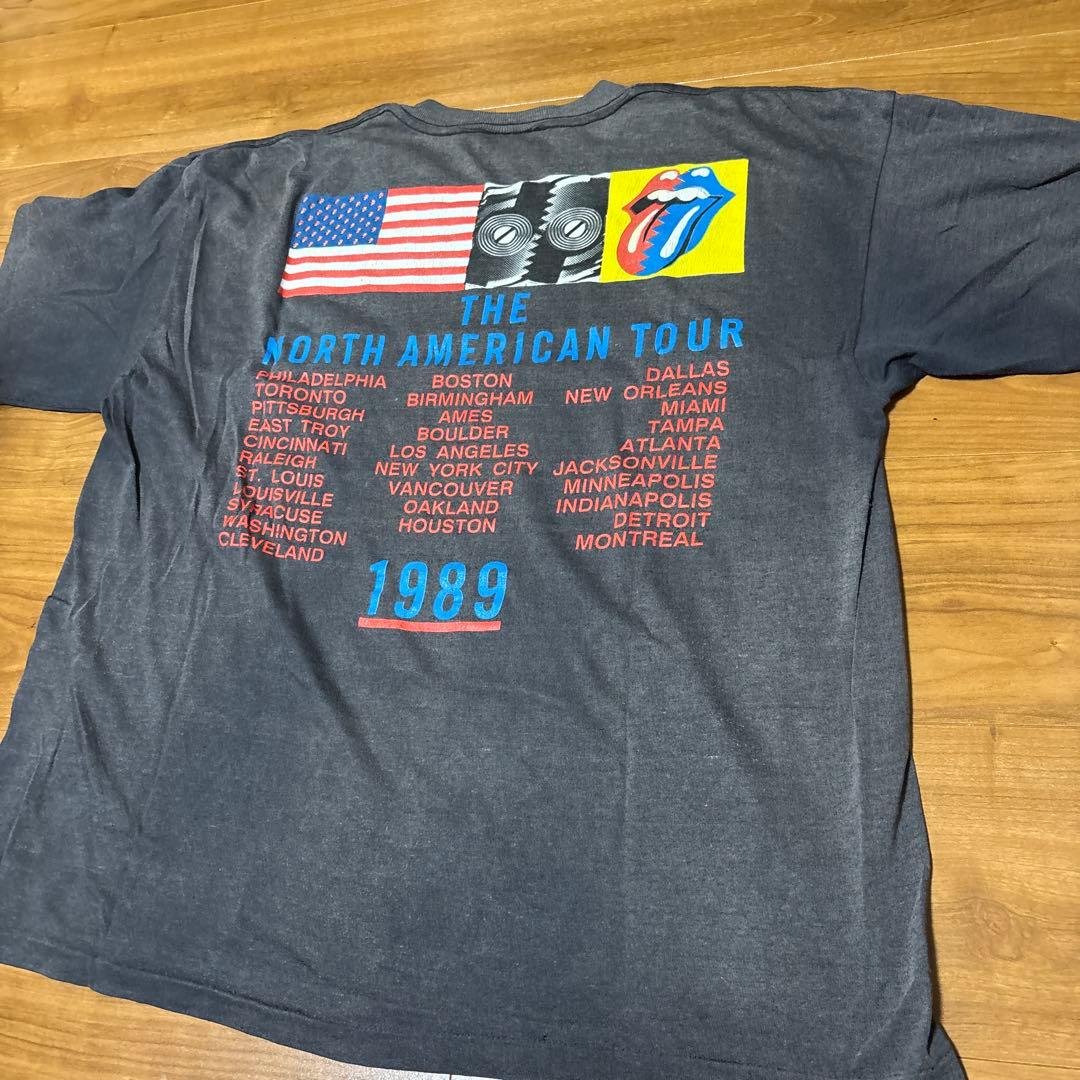 THE
NORTH AMERICAN TOUR
PHILADELPHIA
TORONTO
PITTSBURGH
EAST TROY
CINCINNATI
RALEIGH
ST. LOUIS
LOUISVILLE
SYRACUSE
WASHINGTON
CLEVELAND
BOSTON
BIRMINGHAM
AMES
BOULDER
LOS ANGELES
NEW YORK CITY
VANCOUVER
OAKLAND
HOUSTON
DALLAS
NEW ORLEANS
MIAMI
TAMPA
ATLANTA
JACKSONVILLE
MINNEAPOLIS
INDIANAPOLIS
DETROIT
MONTREAL
1989